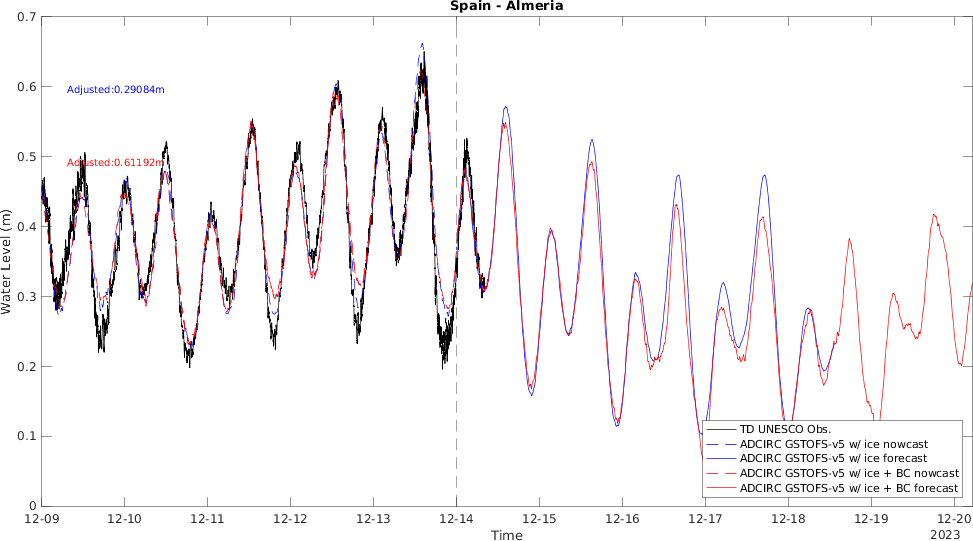 Spain - Almeria
0.7
0.6
0.5
0.4
0.3
0.2
0.1
0
Water Level (m)
Adjusted:0.29084m
Adjusted:0.61192m
TD UNESCO Obs.
ADCIRC GSTOFS-v5 w/ ice nowcast
ADCIRC GSTOFS-v5 w/ ice forecast
ADCIRC GSTOFS-v5 w/ ice + BC nowcast
ADCIRC GSTOFS-v5 w/ ice + BC forecast
12-09 12-10 12-11 12-12 12-13 12-14 12-15 12-16 12-17 12-18 12-19 12-20
Time
2023